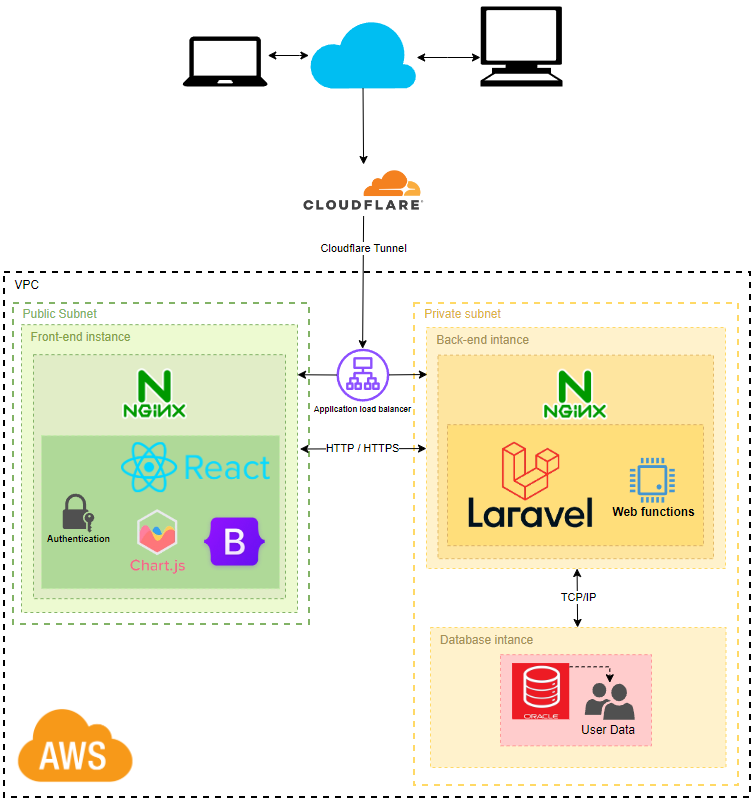 CLOUDFLARE
Cloudflare Tunnel
VPC
Public Subnet
Front-end instance
NGiNX
React
Authentication
Chart.js
B
Application load balancer
HTTP / HTTPS
Private subnet
Back-end intance
NGiNX
Laravel
Web functions
TCP/IP
Database intance
ORACLE
User Data
AWS